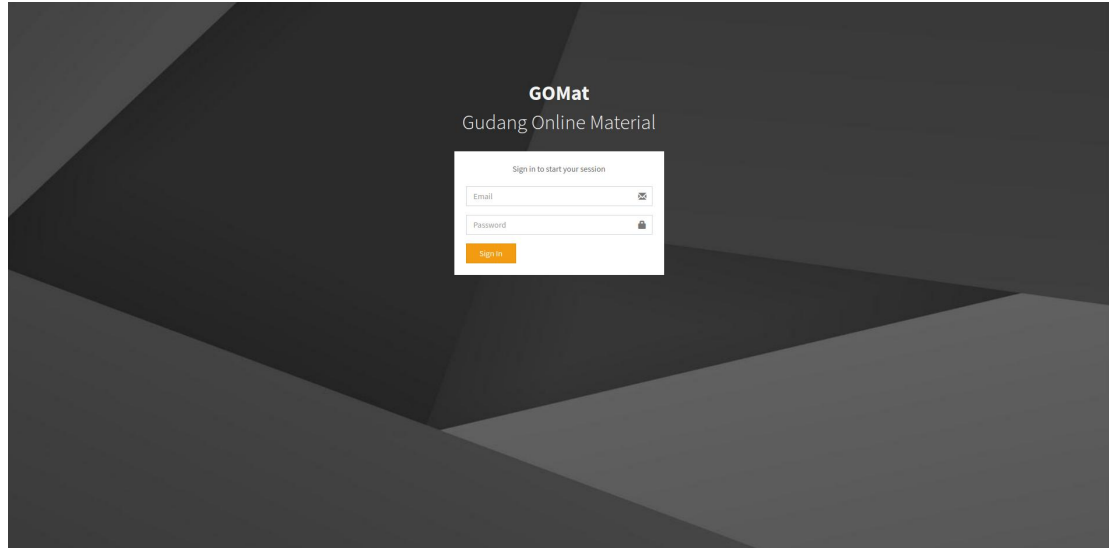 GOMat
Gudang Online Material
Sign in to start your session
Email
Password
Sign In